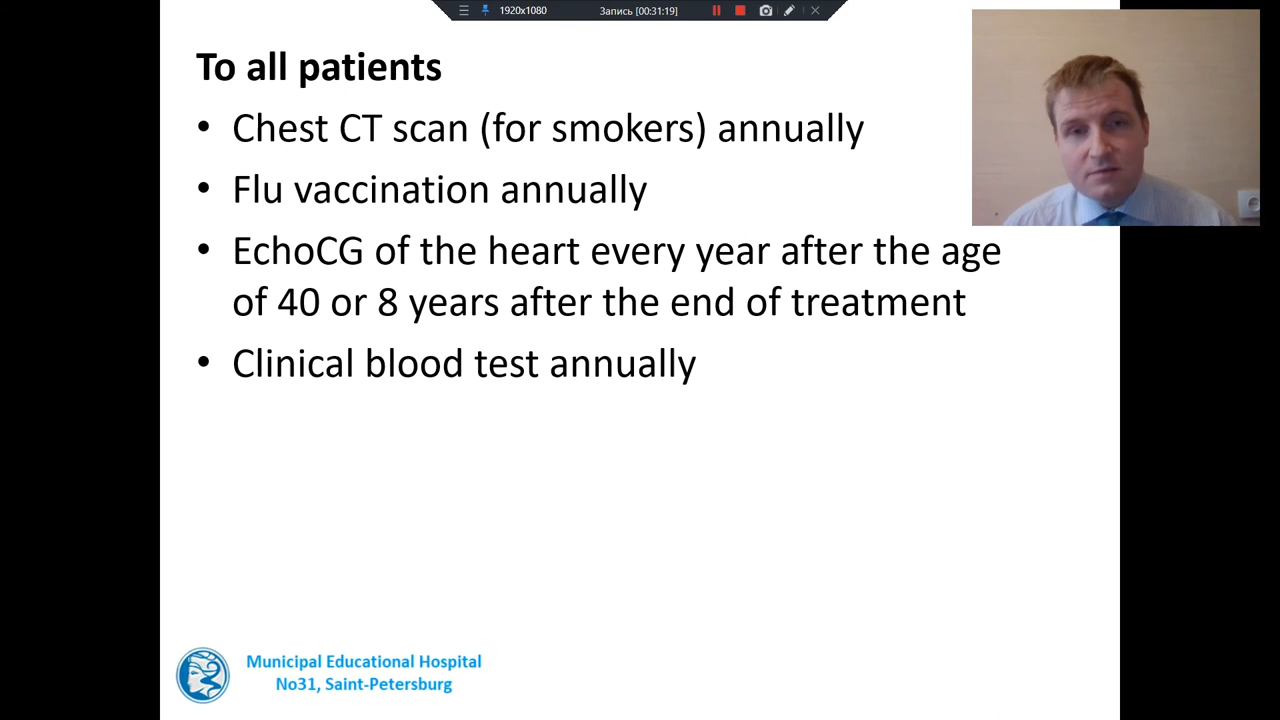 1920x1080
Запись [00:31:19]
To all patients
• Chest CT scan (for smokers) annually
• Flu vaccination annually
• EchoCG of the heart every year after the age
of 40 or 8 years after the end of treatment
• Clinical blood test annually
Municipal Educational Hospital
No31, Saint-Petersburg